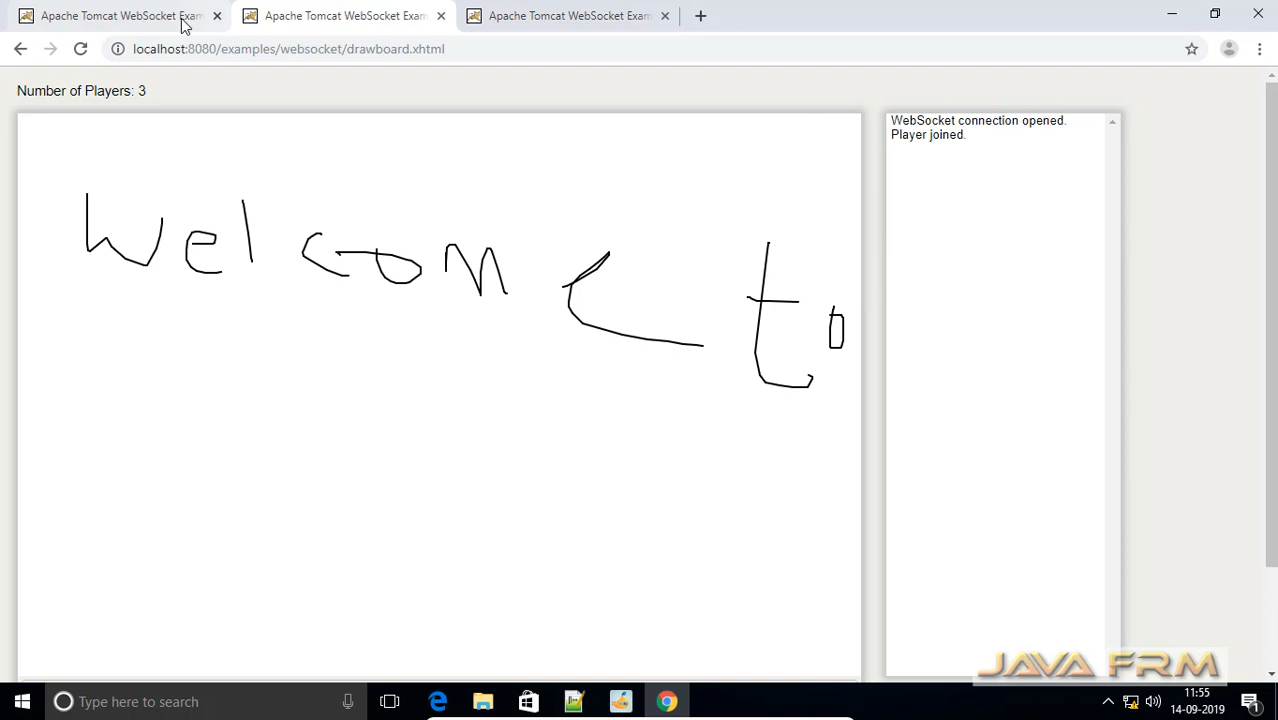 Apache Tomcat WebSocket Exam
Apache Tomcat WebSocket Exam
Apache Tomcat WebSocket Exam
localhost:8080/examples/websocket/drawboard.xhtml
Number of Players: 3
WebSocket connection opened.
Player joined.
Welcome to
JAVA FRM
Type here to search
11:55
14-09-2019
1